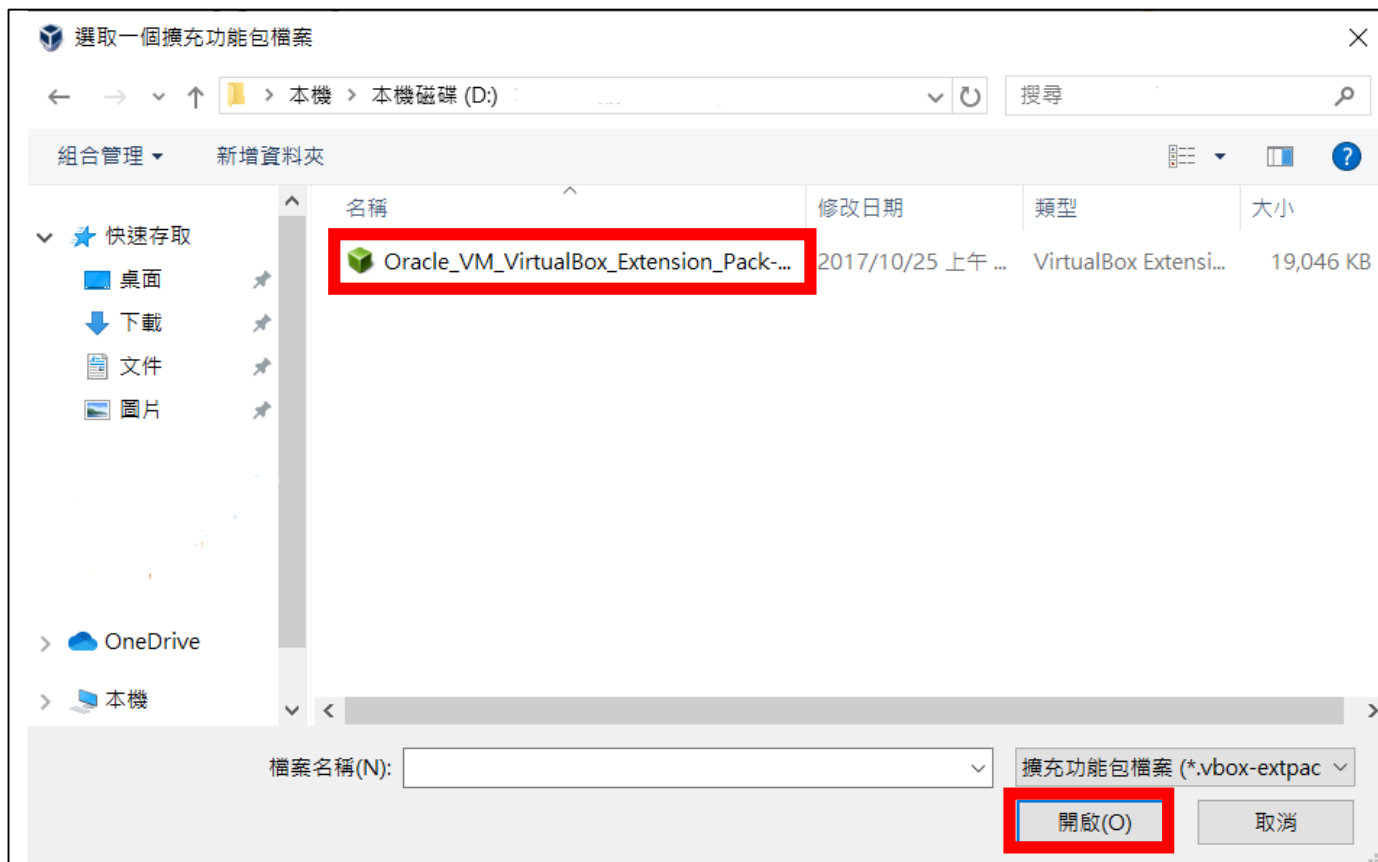 選取一個擴充功能包檔案
本機 > 本機磁碟 (D:)
搜尋
組合管理
新增資料夾
名稱
修改日期
類型
大小
快速存取
Oracle_VM_VirtualBox_Extension_Pack-...
2017/10/25 上午 ...
VirtualBox Extensi...
19,046 KB
桌面
下載
文件
圖片
OneDrive
本機
檔案名稱(N):
擴充功能包檔案 (*.vbox-extpac
開啟(O)
取消